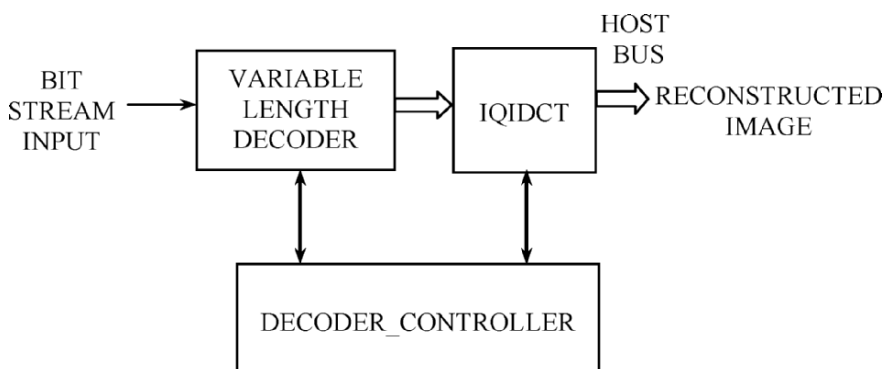 BIT
STREAM
INPUT
VARIABLE
LENGTH
DECODER
IQIDCT
HOST
BUS
RECONSTRUCTED
IMAGE
DECODER_CONTROLLER